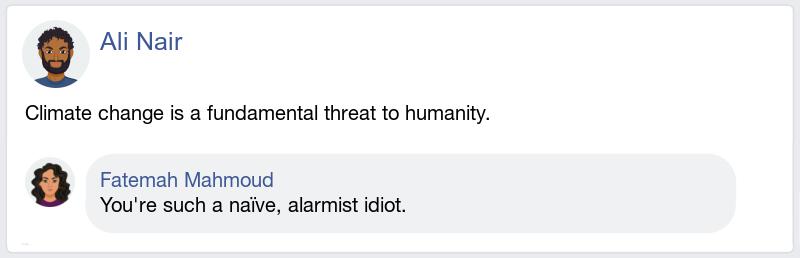 Ali Nair
Climate change is a fundamental threat to humanity.
Fatemah Mahmoud
You're such a naïve, alarmist idiot.